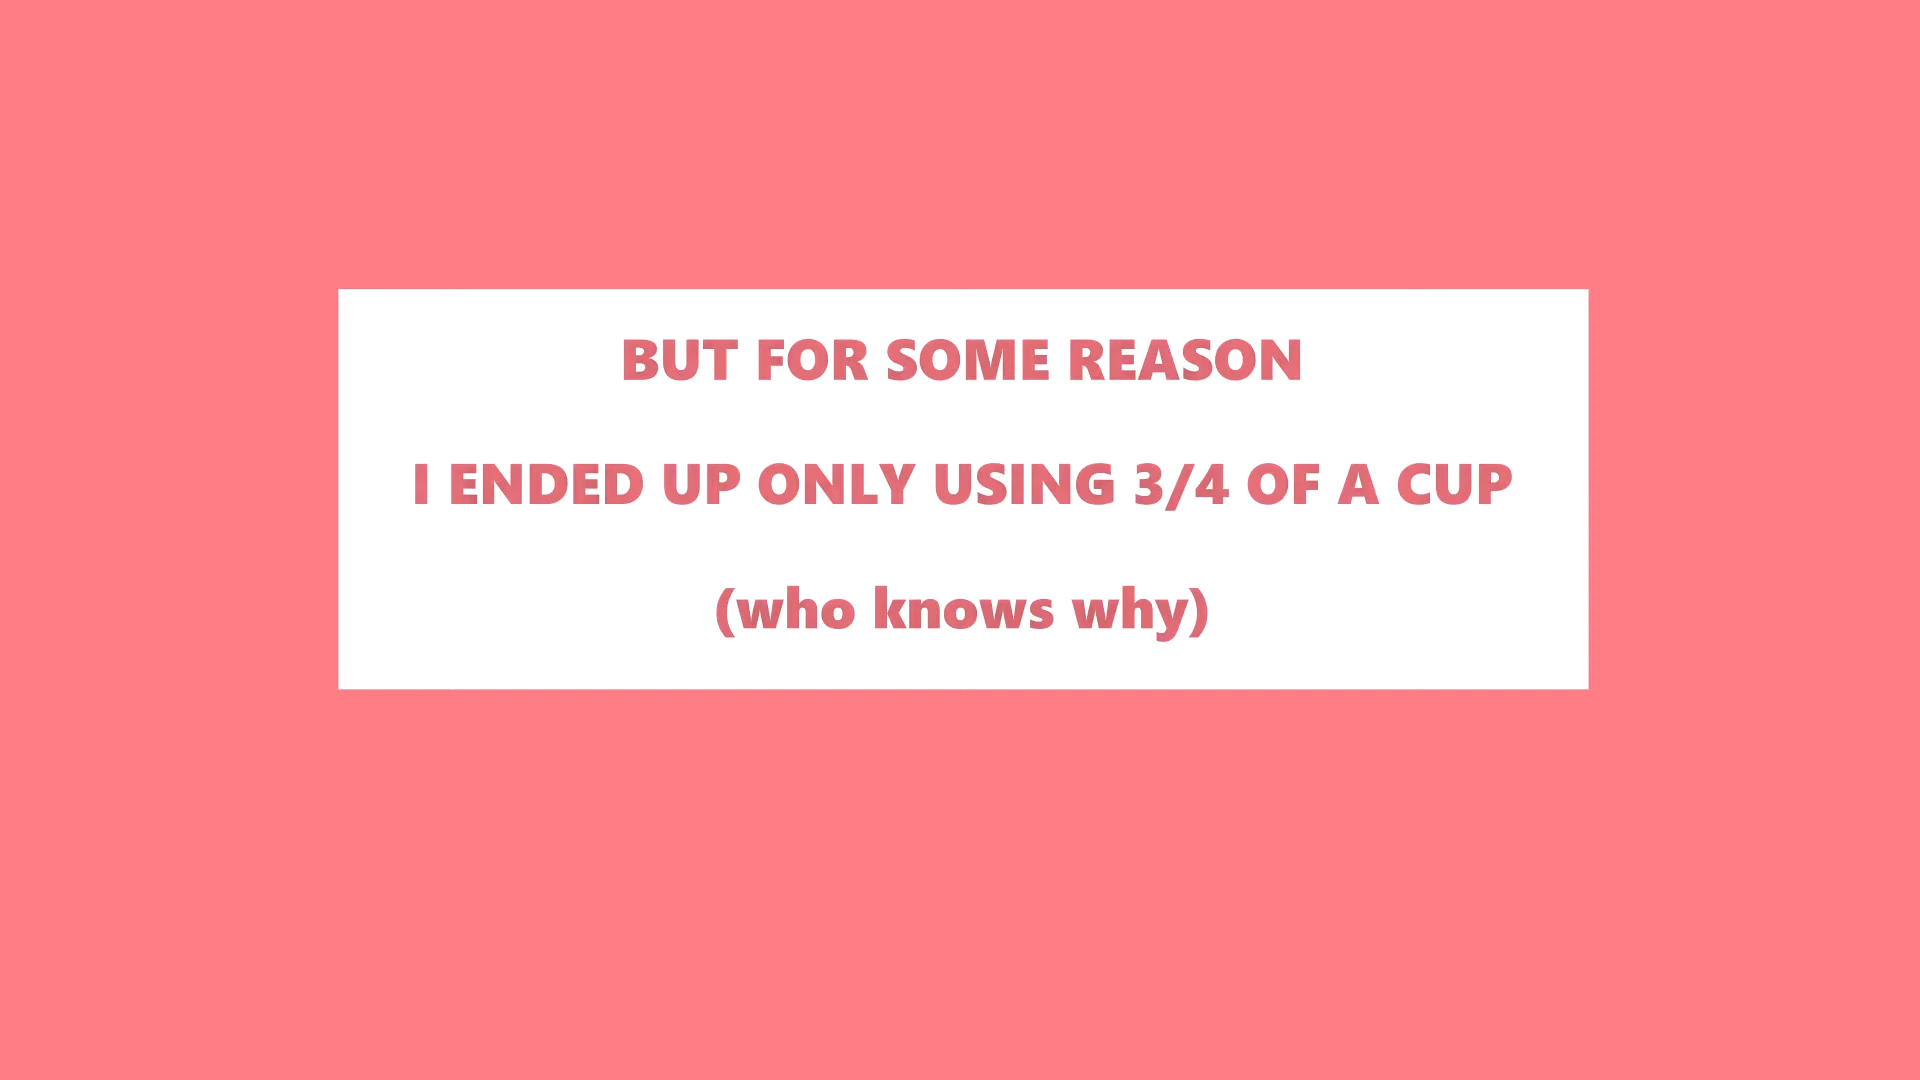 BUT FOR SOME REASON
I ENDED UP ONLY USING 3/4 OF A CUP
(who knows why)